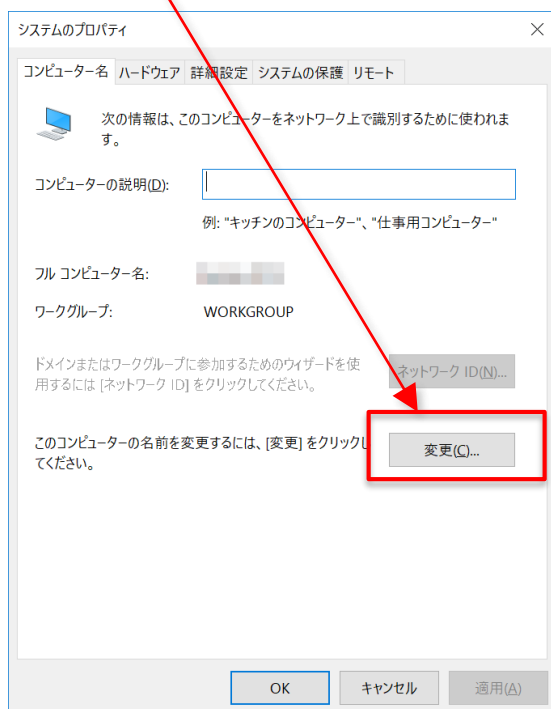 システムのプロパティ
コンピューター名 ハードウェア 詳細設定 システムの保護 リモート
次の情報は、このコンピューターをネットワーク上で識別するために使われま
す。
コンピューターの説明(D):
例: "キッチンのコンピューター"、"仕事用コンピューター"
フル コンピューター名:
ワークグループ: WORKGROUP
ドメインまたはワークグループに参加するためのウィザードを使
用するには [ネットワーク ID] をクリックしてください。
ネットワーク ID(N)...
このコンピューターの名前を変更するには、[変更] をクリックし
てください。
変更(C)...
OK キャンセル 適用(A)